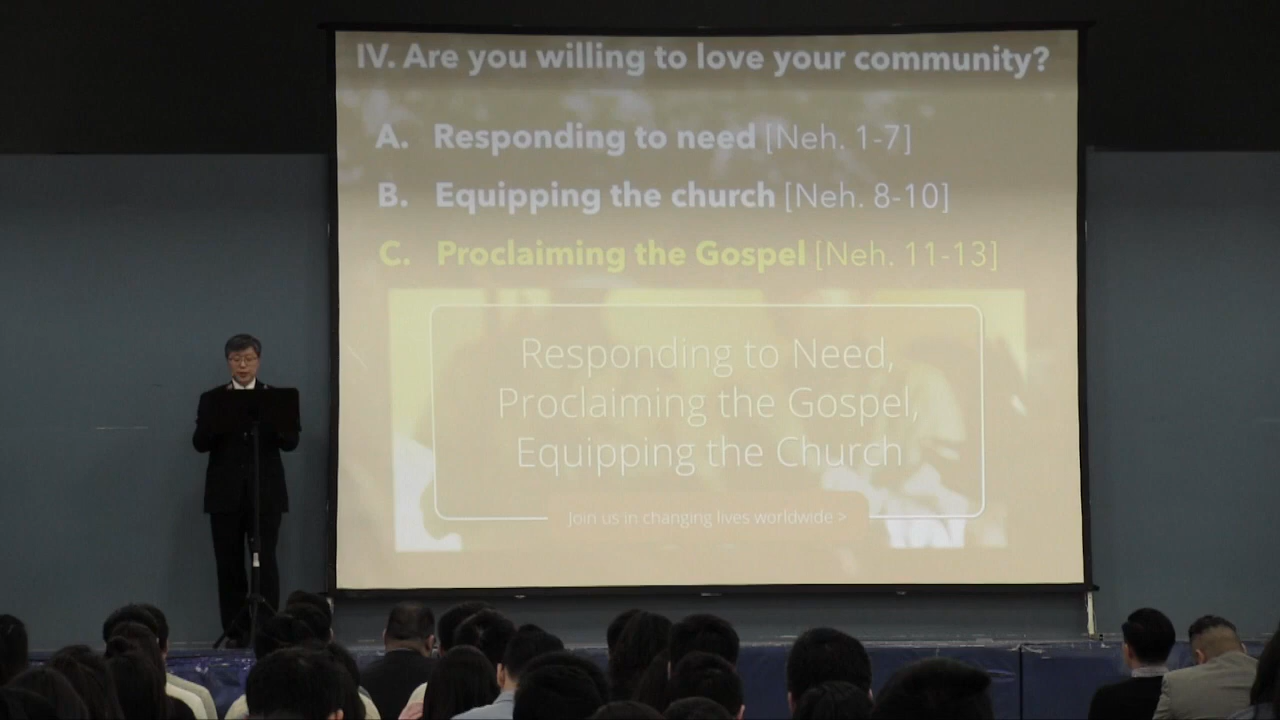 IV. Are you willing to love your community?
A. Responding to need [Neh. 1-7]
B. Equipping the church [Neh. 8-10]
C. Proclaiming the Gospel [Neh. 11-13]
Responding to Need,
Proclaiming the Gospel,
Equipping the Church
Join us in changing lives worldwide >